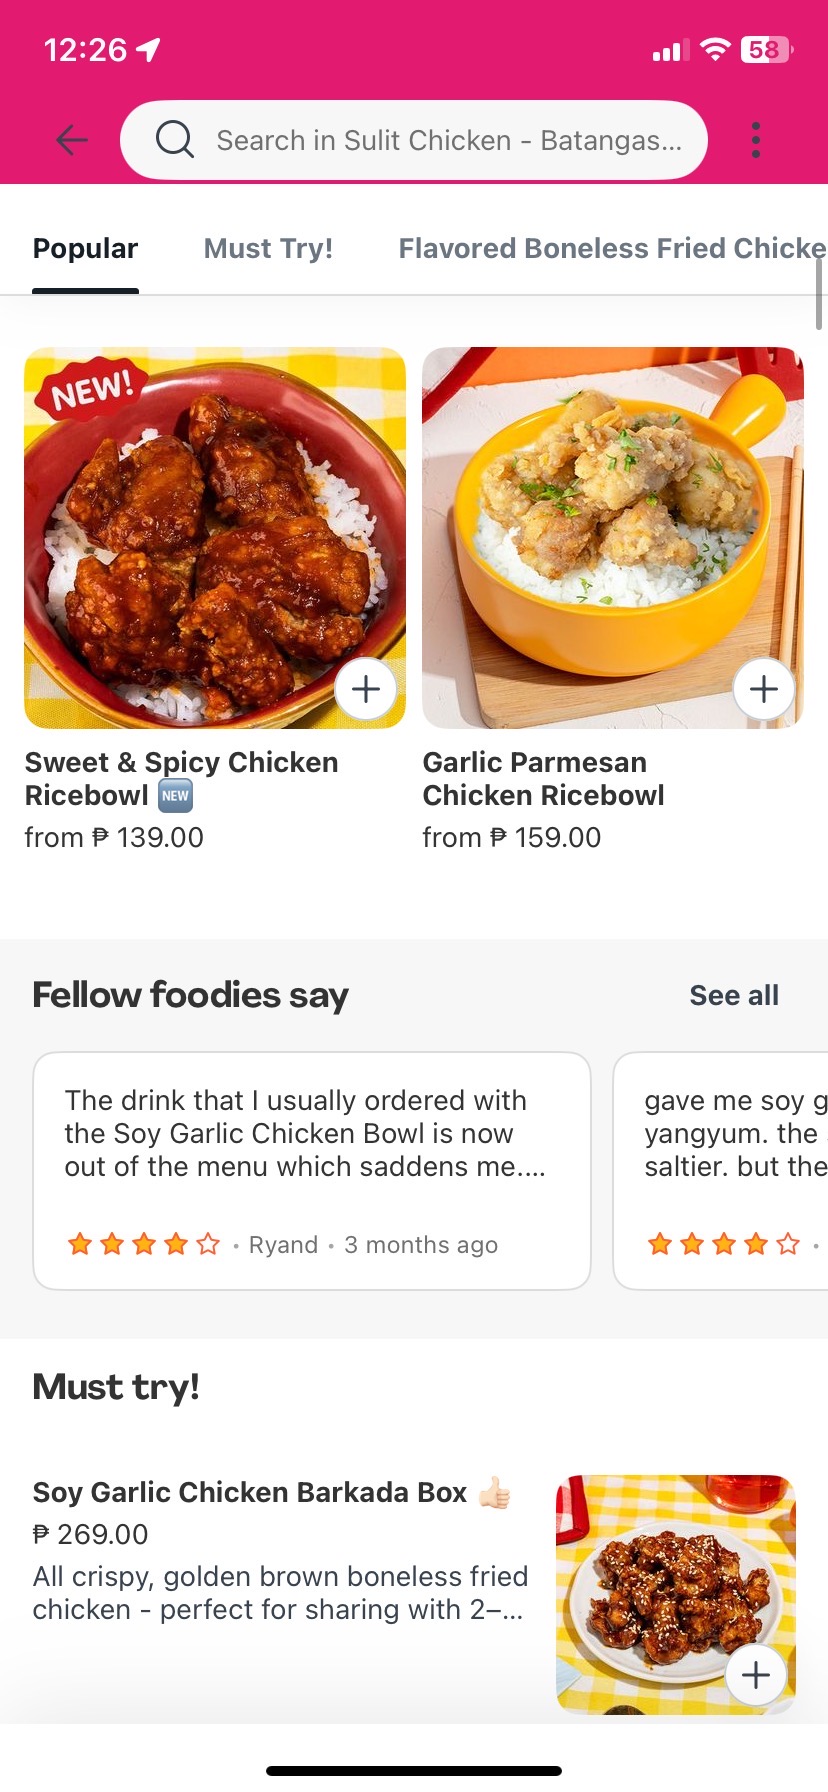 12:26
58
Search in Sulit Chicken - Batangas...
Popular
Must Try!
Flavored Boneless Fried Chicke
NEW!
Sweet & Spicy Chicken
Ricebowl 🆕
from ₱ 139.00
Garlic Parmesan
Chicken Ricebowl
from ₱ 159.00
Fellow foodies say
See all
The drink that I usually ordered with
the Soy Garlic Chicken Bowl is now
out of the menu which saddens me....
Ryand • 3 months ago
gave me soy g
yangyum. the
saltier. but the
Must try!
Soy Garlic Chicken Barkada Box 👍🏻
₱ 269.00
All crispy, golden brown boneless fried
chicken - perfect for sharing with 2–...